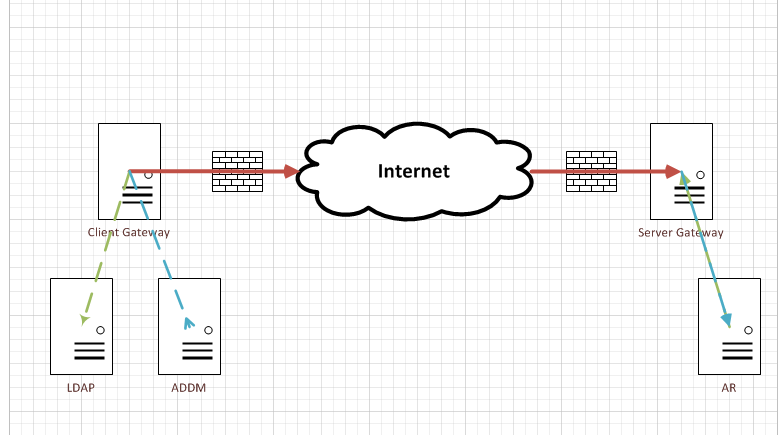 Internet
Client Gateway
Server Gateway
LDAP
ADDM
AR